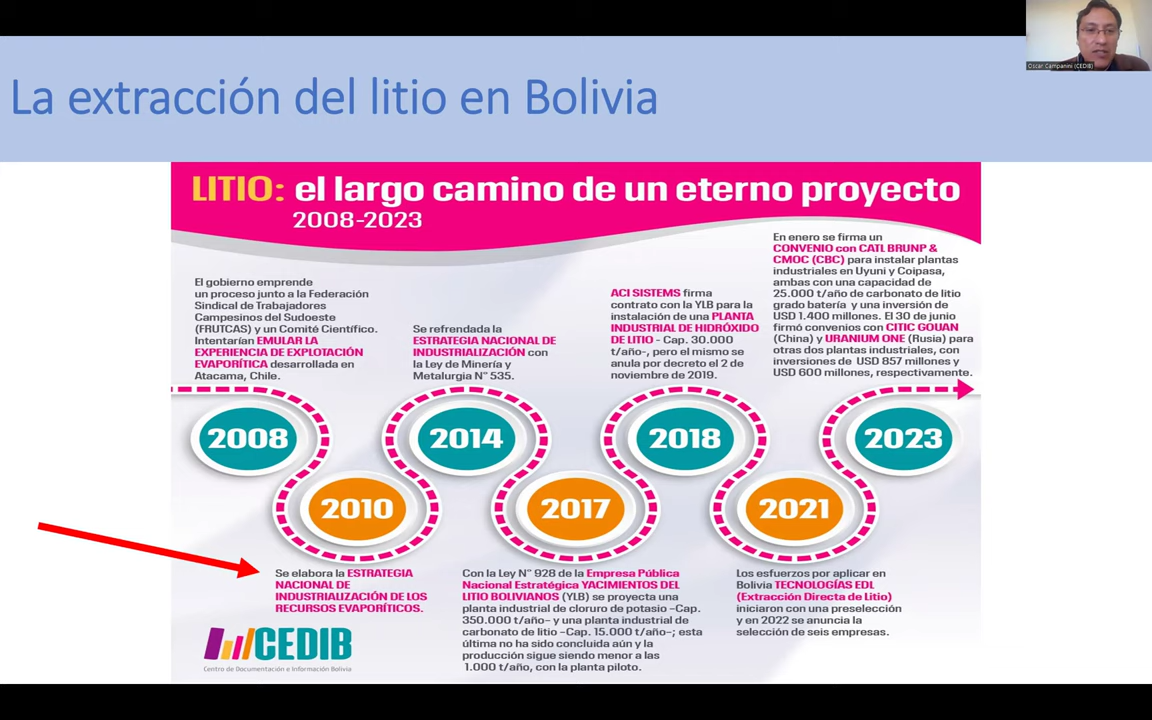 Oscar Campanini (CEDIB)
La extracción del litio en Bolivia
LITIO: el largo camino de un eterno proyecto
2008-2023
El gobierno emprende
un proceso junto a la Federación
Sindical de Trabajadores
Campesinos del Sudoeste
(FRUTCAS) y un Comité Científico.
Intentarían EMULAR LA
EXPERIENCIA DE EXPLOTACIÓN
EVAPORÍTICA desarrollada en
Atacama, Chile.
Se refrendada la
ESTRATEGIA NACIONAL DE
INDUSTRIALIZACIÓN con
la Ley de Minería y
Metalurgia N° 535.
ACI SISTEMS firma
contrato con la YLB para la
instalación de una PLANTA
INDUSTRIAL DE HIDRÓXIDO
DE LITIO - Cap. 30.000
t/año-, pero el mismo se
anula por decreto el 2 de
noviembre de 2019.
En enero se firma un
CONVENIO con CATL BRUNP &
CMOC (CBC) para instalar plantas
industriales en Uyuni y Coipasa,
ambas con una capacidad de
25.000 t/año de carbonato de litio
grado batería y una inversión de
USD 1.400 millones. El 30 de junio
firmó convenios con CITIC GOUAN
(China) y URANIUM ONE (Rusia) para
otras dos plantas industriales, con
inversiones de USD 857 millones y
USD 600 millones, respectivamente.
2008
2014
2018
2023
2010
2017
2021
Se elabora la ESTRATEGIA
NACIONAL DE
INDUSTRIALIZACIÓN DE LOS
RECURSOS EVAPORÍTICOS.
Con la Ley N° 928 de la Empresa Pública
Nacional Estratégica YACIMIENTOS DEL
LITIO BOLIVIANOS (YLB) se proyecta una
planta industrial de cloruro de potasio -Cap.
350.000 t/año- y una planta industrial de
carbonato de litio -Cap. 15.000 t/año-; esta
última no ha sido concluida aún y la
producción sigue siendo menor a las
1.000 t/año, con la planta piloto.
Los esfuerzos por aplicar en
Bolivia TECNOLOGÍAS EDL
(Extracción Directa de Litio)
iniciaron con una preselección
y en 2022 se anuncia la
selección de seis empresas.
CEDIB
Centro de Documentación e Información Bolivia